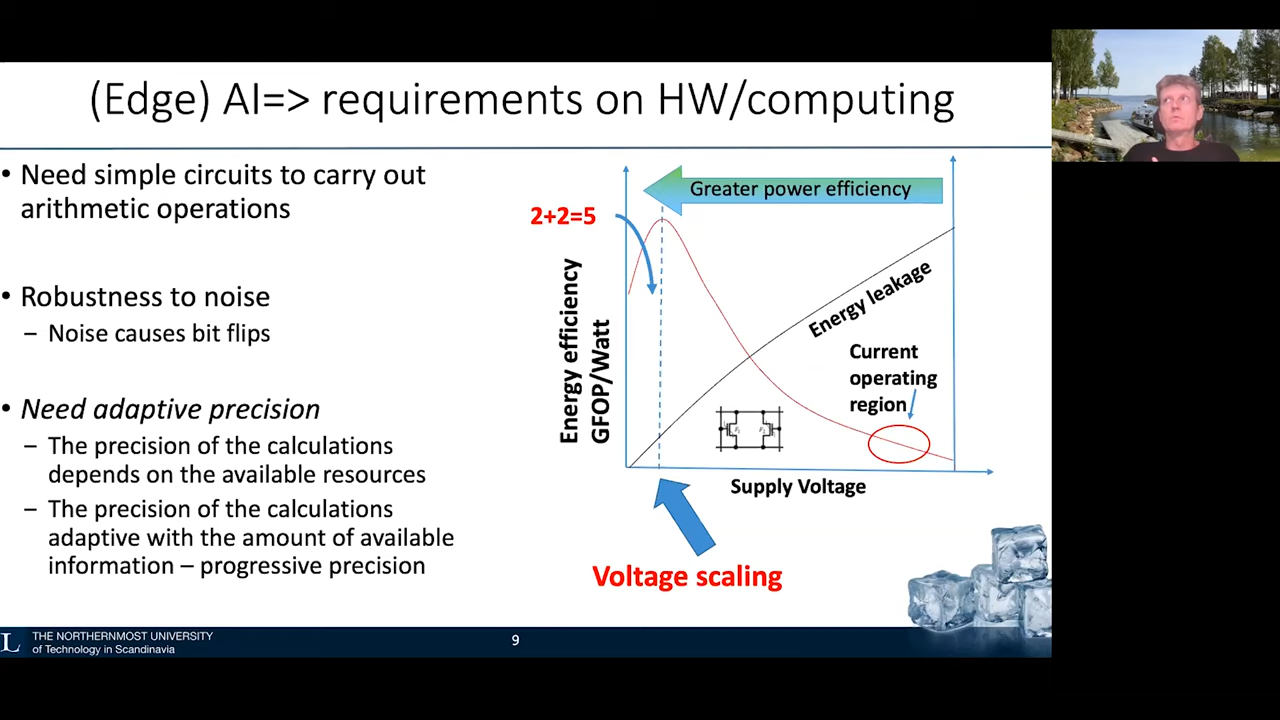 (Edge) AI=> requirements on HW/computing
• Need simple circuits to carry out
arithmetic operations
• Robustness to noise
– Noise causes bit flips
• Need adaptive precision
– The precision of the calculations
depends on the available resources
– The precision of the calculations
adaptive with the amount of available
information – progressive precision
Greater power efficiency
2+2=5
Energy efficiency
GFOP/Watt
Energy leakage
Current
operating
region
Supply Voltage
Voltage scaling
L THE NORTHERNMOST UNIVERSITY
of Technology in Scandinavia
9